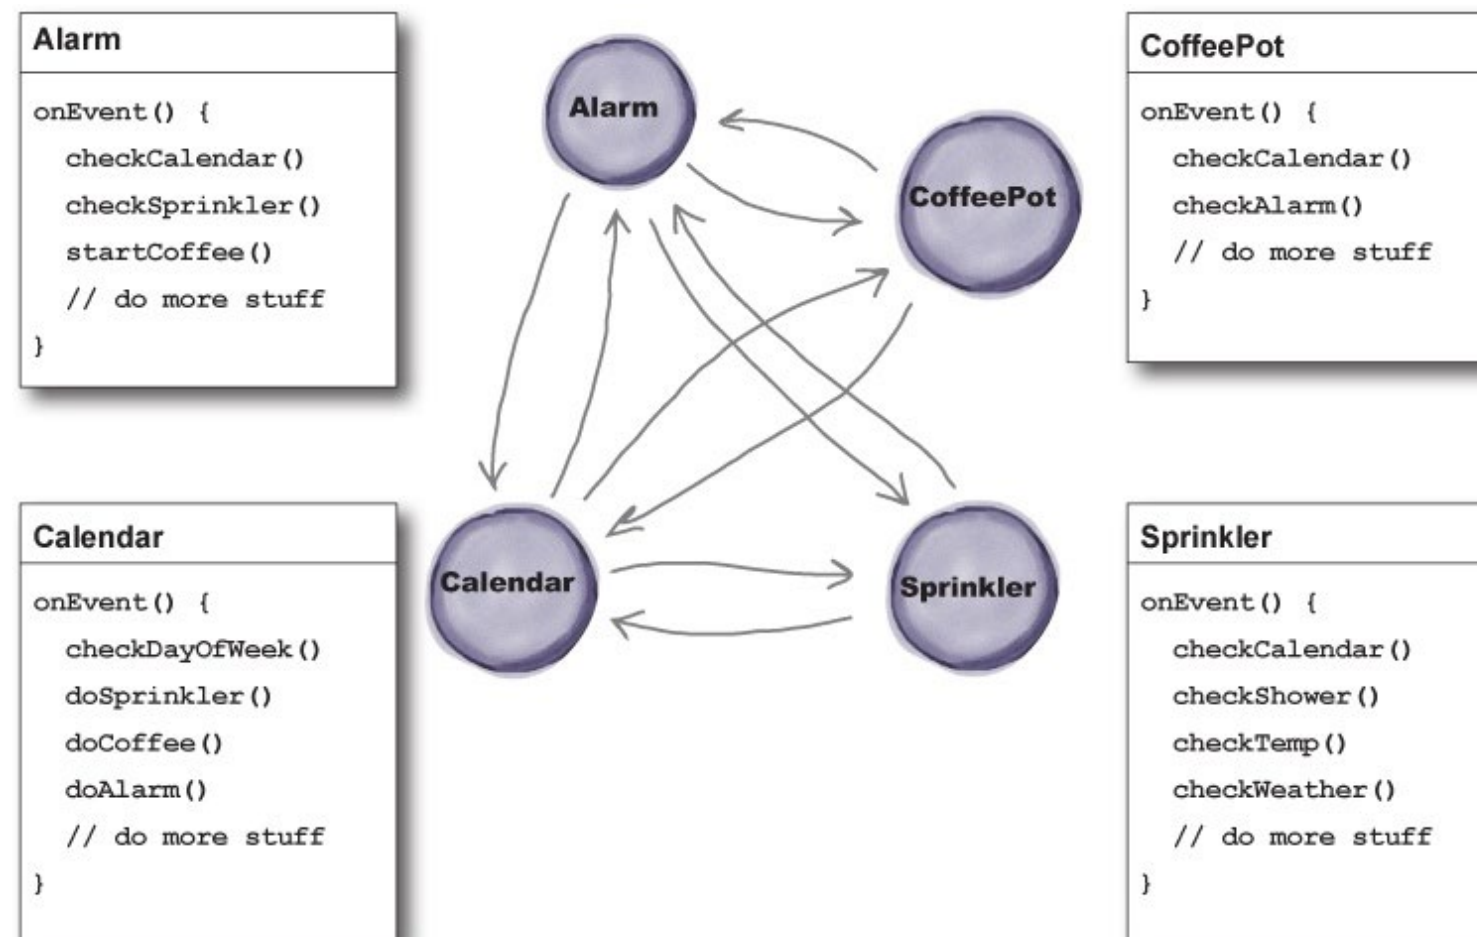 Alarm
onEvent() {
checkCalendar()
checkSprinkler()
startCoffee()
// do more stuff
}
Alarm
CoffeePot
CoffeePot
onEvent() {
checkCalendar()
checkAlarm()
// do more stuff
}
Calendar
onEvent() {
checkDayOfWeek()
doSprinkler()
doCoffee()
doAlarm()
// do more stuff
}
Calendar
Sprinkler
Sprinkler
onEvent() {
checkCalendar()
checkShower()
checkTemp()
checkWeather()
// do more stuff
}